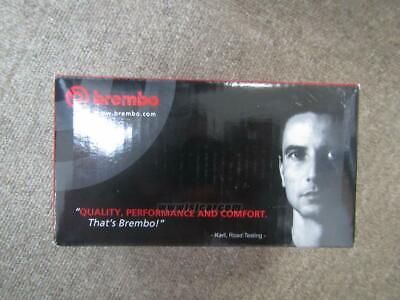 brembo
www.brembo.com
"QUALITY, PERFORMANCE AND COMFORT.
That's Brembo!"
- Karl, Road Testing -